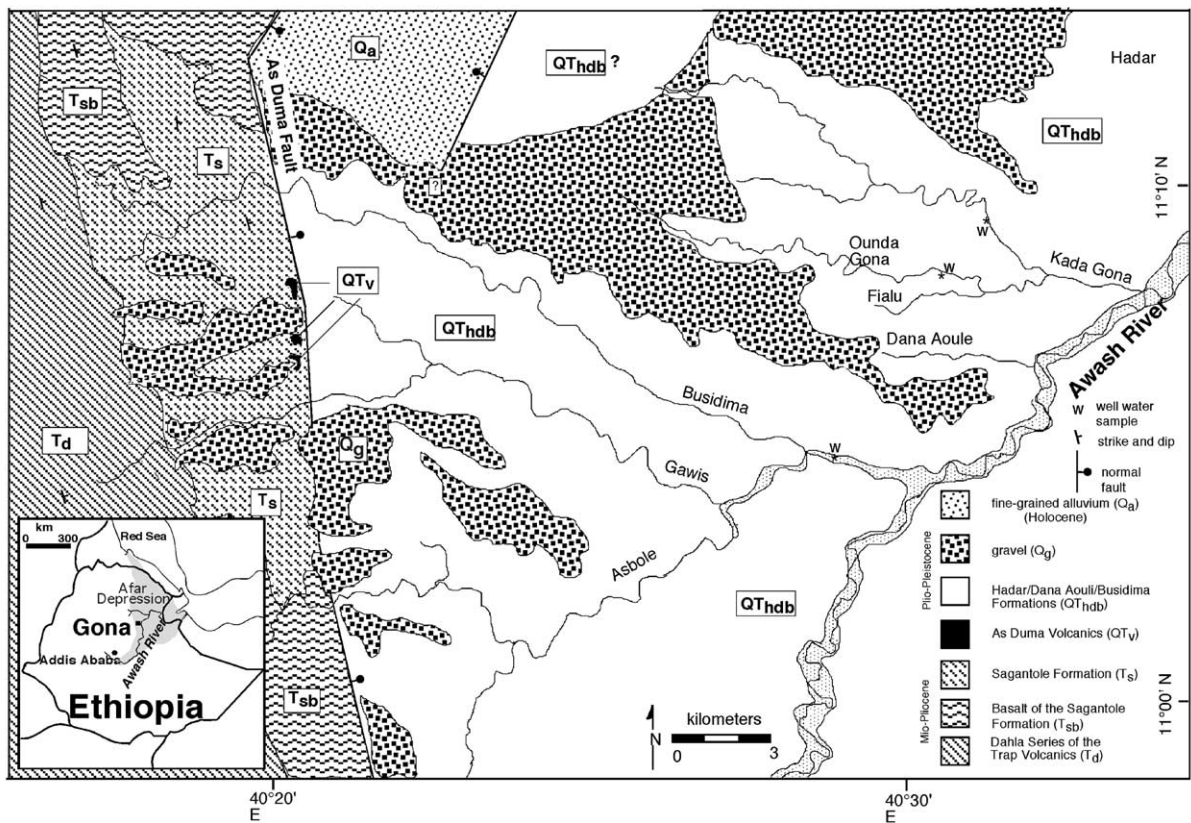 Qa
QThdb ?
Hadar
Tsb
As Duma Fault
Ts
QThdb
?
11°10' N
Ounda
Gona
W
W
Kada Gona
QTv
Fialu
QThdb
Dana Aoule
Awash River
Busidima
Td
Qg
Gawis
W
Ts
Asbole
QThdb
Tsb
W well water
sample
strike and dip
normal
fault
fine-grained alluvium (Qa)
(Holocene)
Plio-Pleistocene
gravel (Qg)
Hadar/Dana Aouli/Busidima
Formations (QThdb)
As Duma Volcanics (QTv)
Mio-Pliocene
Sagantole Formation (Ts)
Basalt of the Sagantole
Formation (Tsb)
Dahla Series of the
Trap Volcanics (Td)
11°00' N
km
0 300
Red Sea
Afar
Depression
Gona
Awash River
Addis Ababa
Ethiopia
N
kilometers
0 3
40°20'
E
40°30'
E